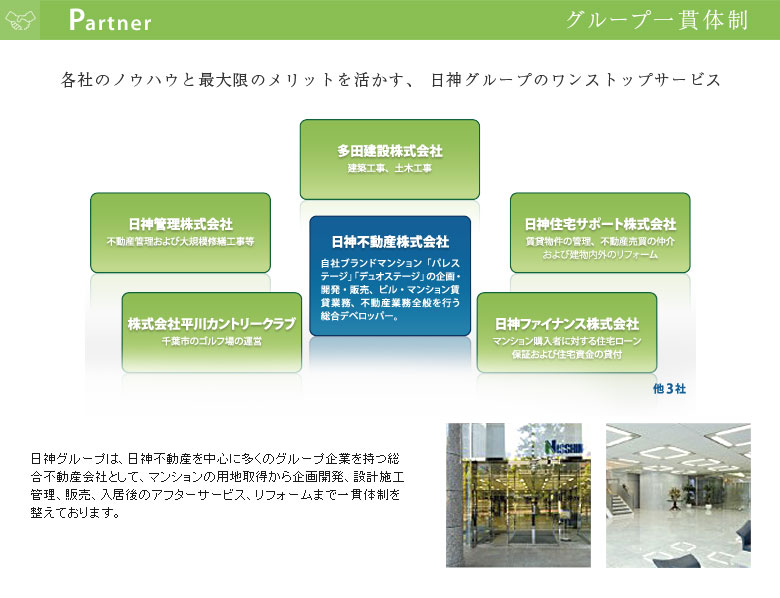 Partner
グループ一貫体制
各社のノウハウと最大限のメリットを活かす、 日神グループのワンストップサービス
多田建設株式会社
建築工事、土木工事
日神管理株式会社
不動産管理および大規模修繕工事等
日神不動産株式会社
自社ブランドマンション「パレス
テージ」「デュオステージ」の企画・
開発・販売、ビル・マンション賃
貸業務、不動産業務全般を行う
総合デベロッパー。
日神住宅サポート株式会社
賃貸物件の管理、不動産売買の仲介
および建物内外のリフォーム
株式会社平川カントリークラブ
千葉市のゴルフ場の運営
日神ファイナンス株式会社
マンション購入者に対する住宅ローン
保証および住宅資金の貸付
他3社
日神グループは、日神不動産を中心に多くのグループ企業を持つ総
合不動産会社として、マンションの用地取得から企画開発、設計施工
管理、販売、入居後のアフターサービス、リフォームまで一貫体制を
整えております。
NISSHIN